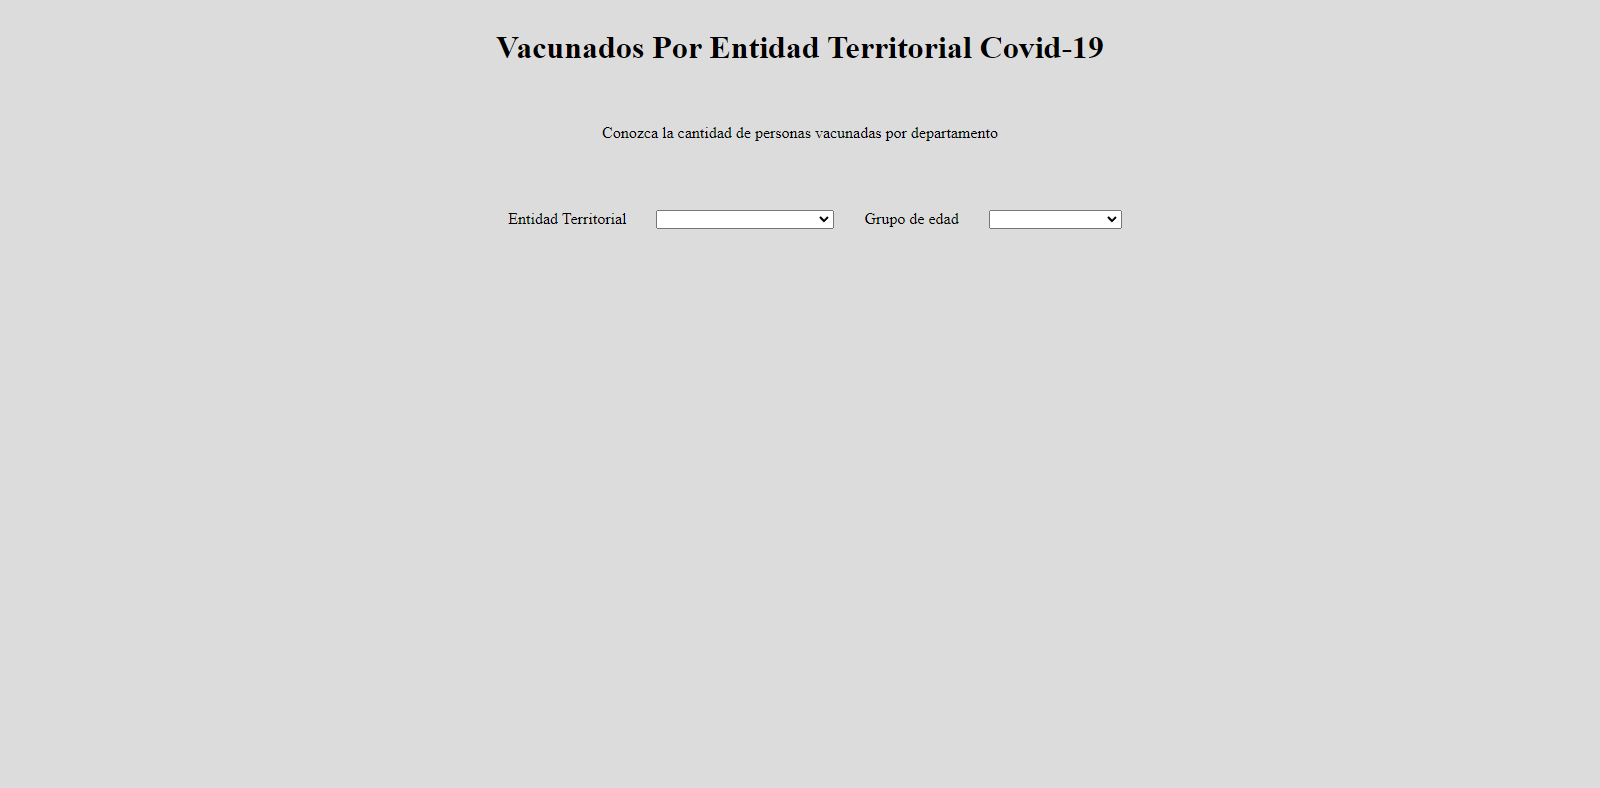 Vacunados Por Entidad Territorial Covid-19
Conozca la cantidad de personas vacunadas por departamento
Entidad Territorial Grupo de edad